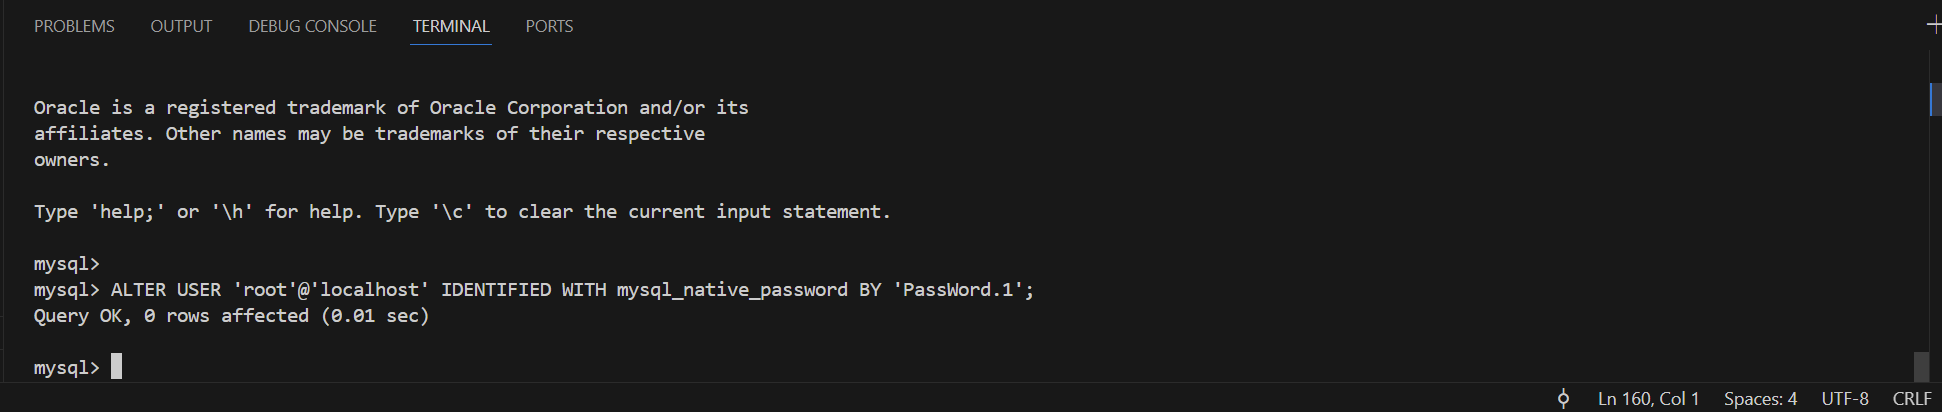 PROBLEMS OUTPUT DEBUG CONSOLE TERMINAL PORTS
Oracle is a registered trademark of Oracle Corporation and/or its
affiliates. Other names may be trademarks of their respective
owners.
Type 'help;' or '\h' for help. Type '\c' to clear the current input statement.
mysql>
mysql> ALTER USER 'root'@'localhost' IDENTIFIED WITH mysql_native_password BY 'PassWord.1';
Query OK, 0 rows affected (0.01 sec)
mysql>
Ln 160, Col 1 Spaces: 4 UTF-8 CRLF